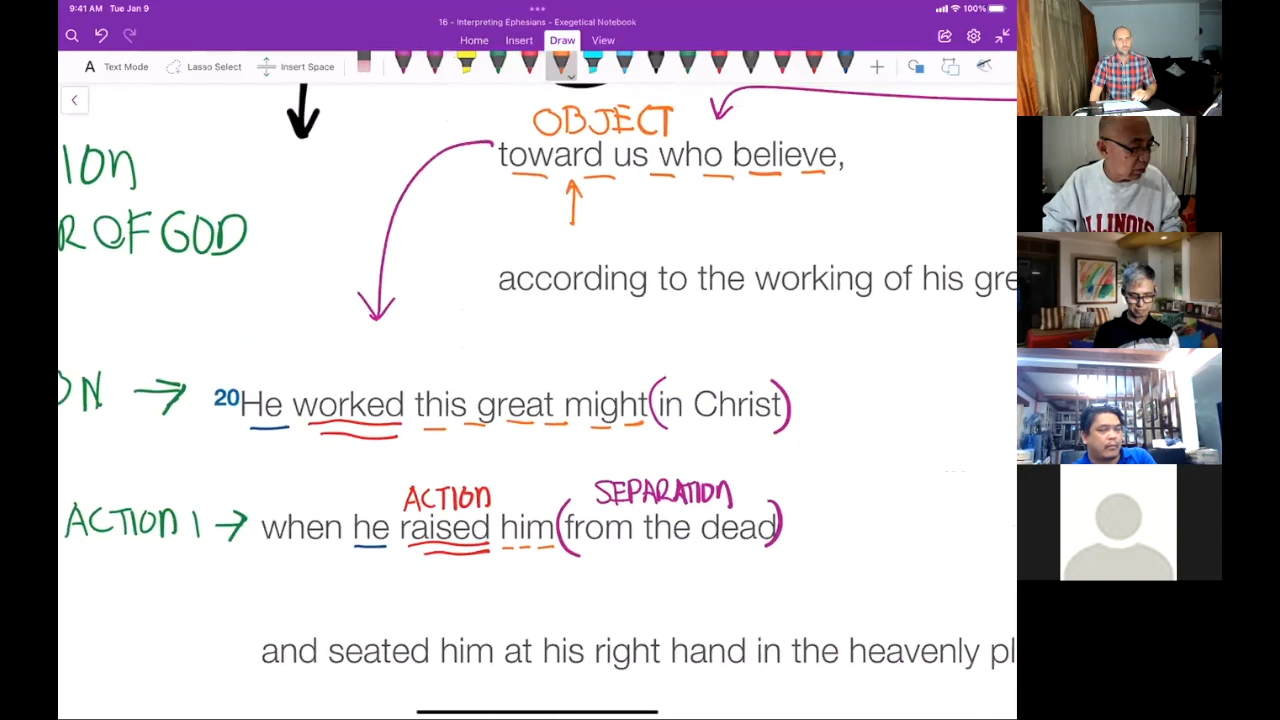 9:41 AM Tue Jan 9
100%
16 - Interpreting Ephesians - Exegetical Notebook
Home Insert Draw View
A Text Mode Lasso Select Insert Space
OBJECT
toward us who believe,
ION
R OF GOD
according to the working of his gre
ON → 20He worked this great might (in Christ)
ACTION SEPARATION
ACTION 1 → when he raised him (from the dead)
and seated him at his right hand in the heavenly pl
ILLINOIS